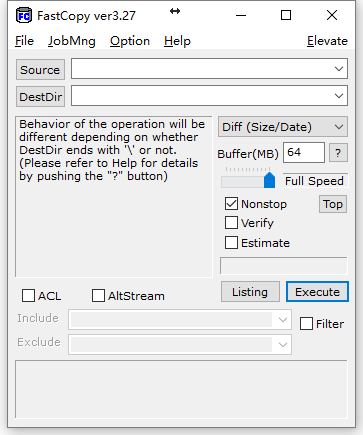 FC
FastCopy ver3.27
File JobMng Option Help Elevate
Source
DestDir
Behavior of the operation will be
different depending on whether
DestDir ends with '\' or not.
(Please refer to Help for details
by pushing the "?" button)
Diff (Size/Date)
Buffer(MB) 64 ?
Full Speed
Nonstop Top
Verify
Estimate
ACL AltStream Listing Execute
Include
Filter
Exclude